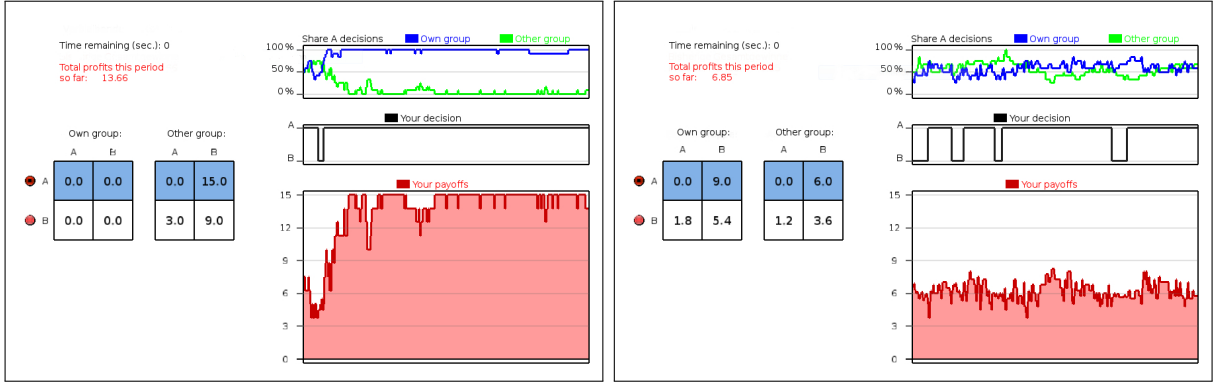 Time remaining (sec.): 0
Total profits this period
so far: 13.66
Own group:
Other group:
A B A B
A 0.0 0.0 0.0 15.0
B 0.0 0.0 3.0 9.0
Share A decisions Own group Other group
100 %
50 %
0 %
Your decision
A
B
Your payoffs
15
12
9
6
3
0
Time remaining (sec.): 0
Total profits this period
so far: 6.85
Own group:
Other group:
A B A B
A 0.0 9.0 0.0 6.0
B 1.8 5.4 1.2 3.6
Share A decisions Own group Other group
100 %
50 %
0 %
Your decision
A
B
Your payoffs
15
12
9
6
3
0